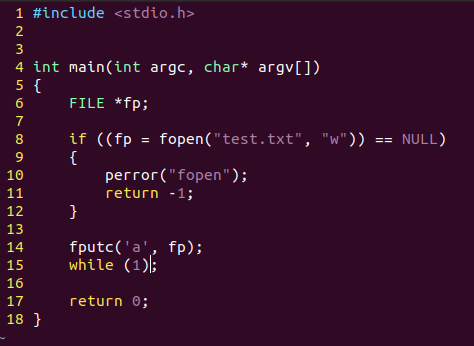 1 #include <stdio.h>
2
3
4 int main(int argc, char* argv[])
5 {
6     FILE *fp;
7
8     if ((fp = fopen("test.txt", "w")) == NULL)
9     {
10         perror("fopen");
11         return -1;
12     }
13
14     fputc('a', fp);
15     while (1);
16
17     return 0;
18 }
~